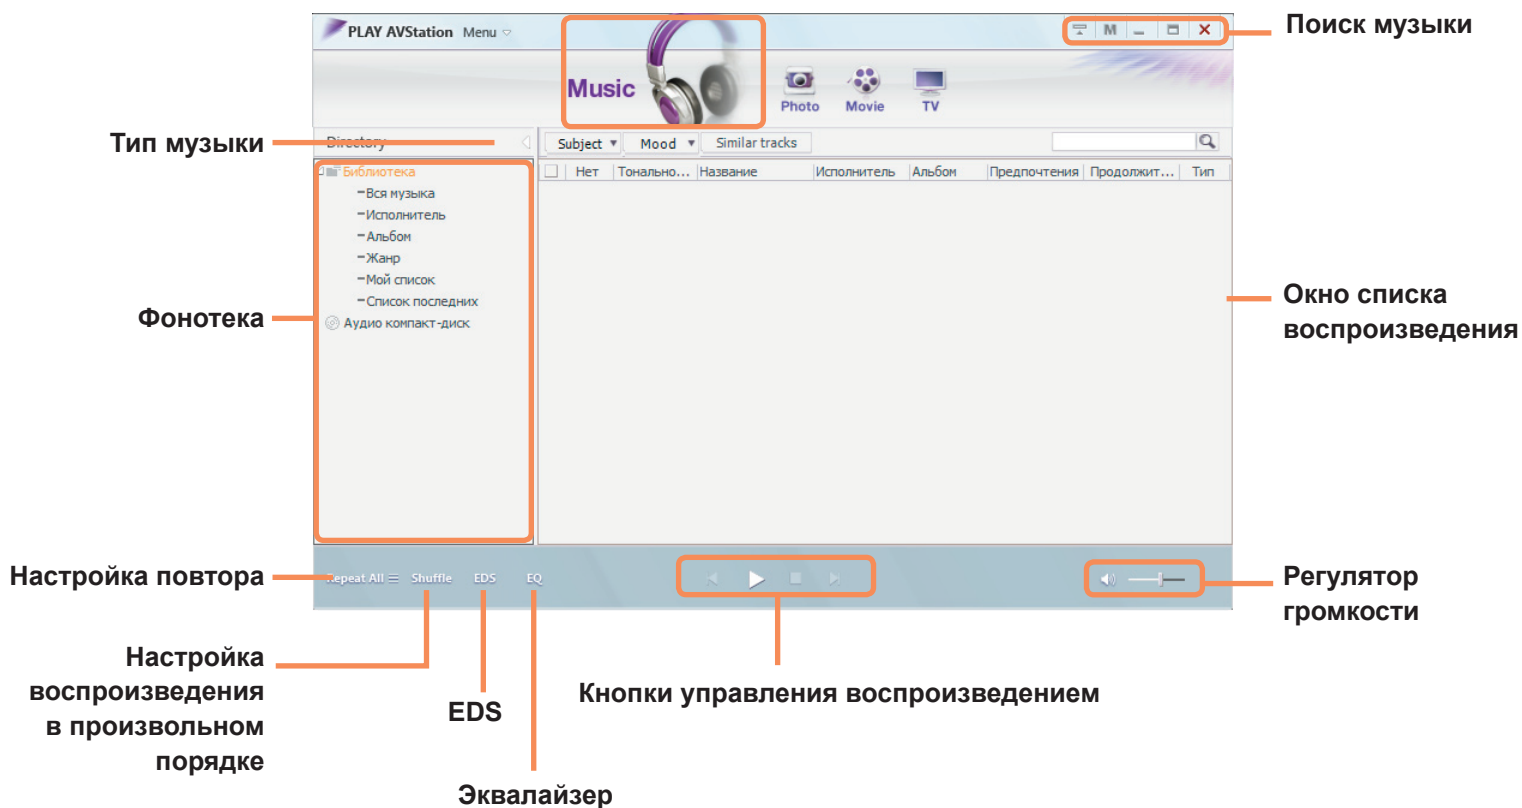 PLAY AVStation Menu
M
Поиск музыки
Music
Photo
Movie
TV
Тип музыки
Directory
Subject
Mood
Similar tracks
Библиотека
Нет
Тонально...
Название
Исполнитель
Альбом
Предпочтения
Продолжит...
Тип
Вся музыка
Исполнитель
Альбом
Жанр
Мой список
Список последних
Аудио компакт-диск
Фонотека
Окно списка
воспроизведения
Настройка повтора
Repeat All
Shuffle
EDS
EQ
Регулятор
громкости
Настройка
воспроизведения
в произвольном
порядке
EDS
Кнопки управления воспроизведением
Эквалайзер